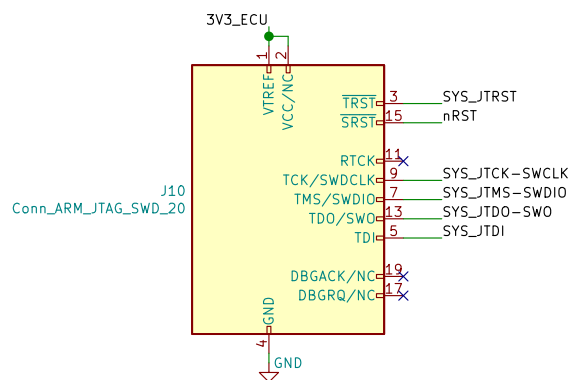 3V3_ECU
1
2
VTREF
VCC/NC
TRST
3
SYS_JTRST
SRST
15
nRST
RTCK
11
J10
TCK/SWDCLK
9
SYS_JTCK-SWCLK
Conn_ARM_JTAG_SWD_20
TMS/SWDIO
7
SYS_JTMS-SWDIO
TDO/SWO
13
SYS_JTDO-SWO
TDI
5
SYS_JTDI
DBGACK/NC
19
DBGRQ/NC
17
GND
4
GND